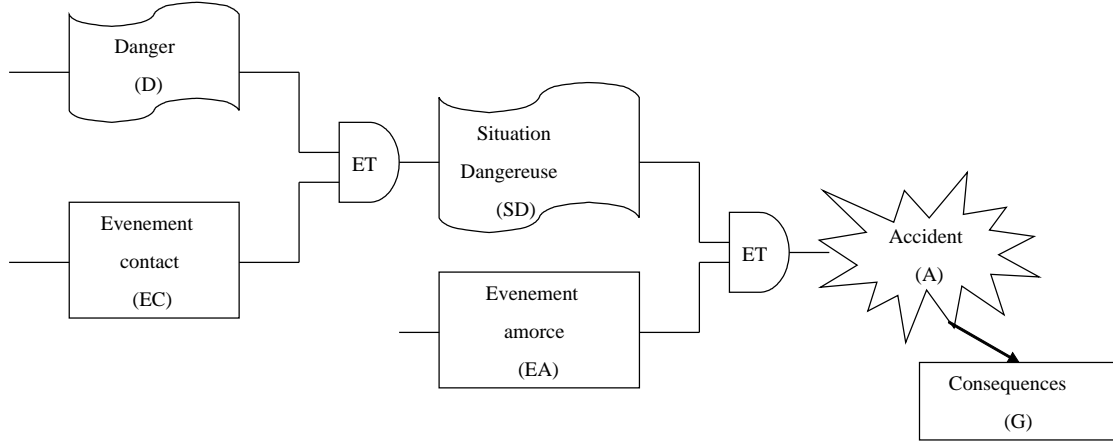 Danger
(D)
ET
Evenement
contact
(EC)
Situation
Dangereuse
(SD)
ET
Evenement
amorce
(EA)
Accident
(A)
Consequences
(G)